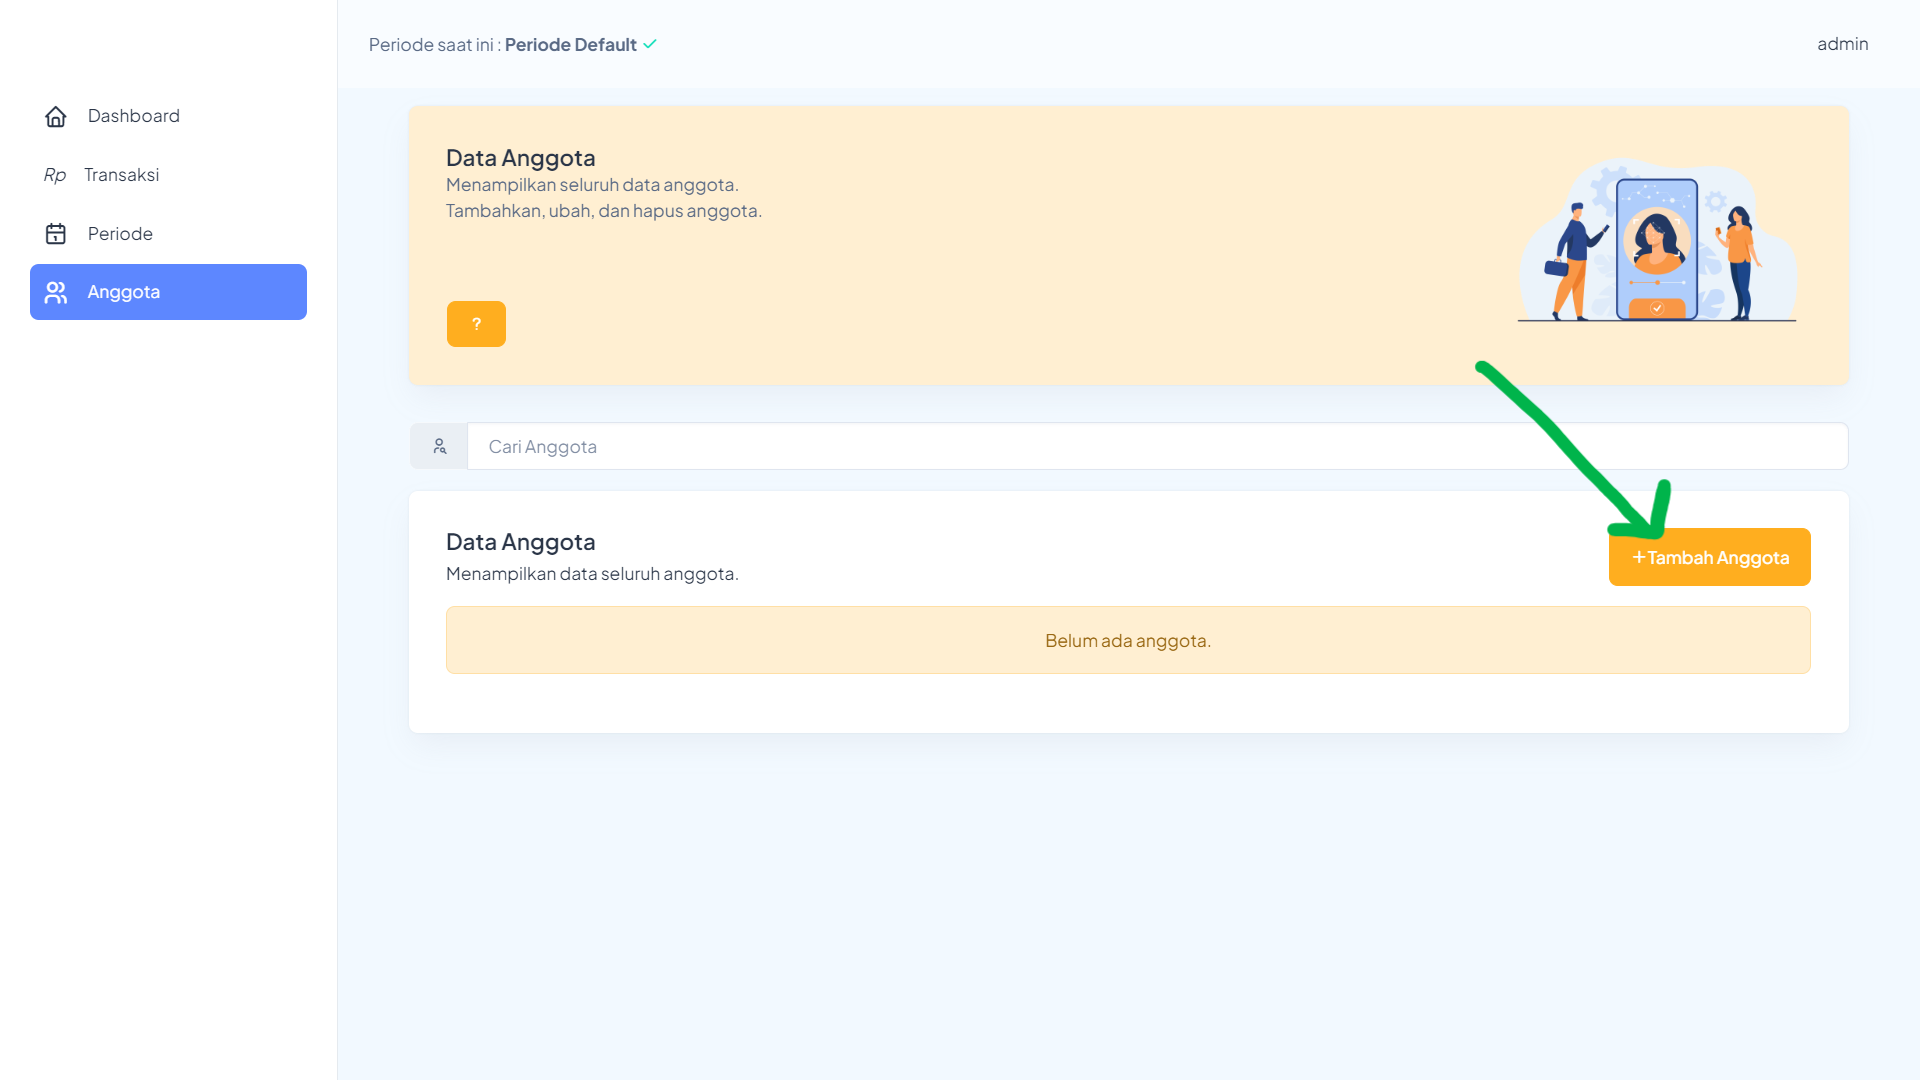 Periode saat ini : Periode Default
admin
Dashboard
Rp Transaksi
Periode
Anggota
Data Anggota
Menampilkan seluruh data anggota.
Tambahkan, ubah, dan hapus anggota.
?
Cari Anggota
Data Anggota
Menampilkan data seluruh anggota.
+Tambah Anggota
Belum ada anggota.